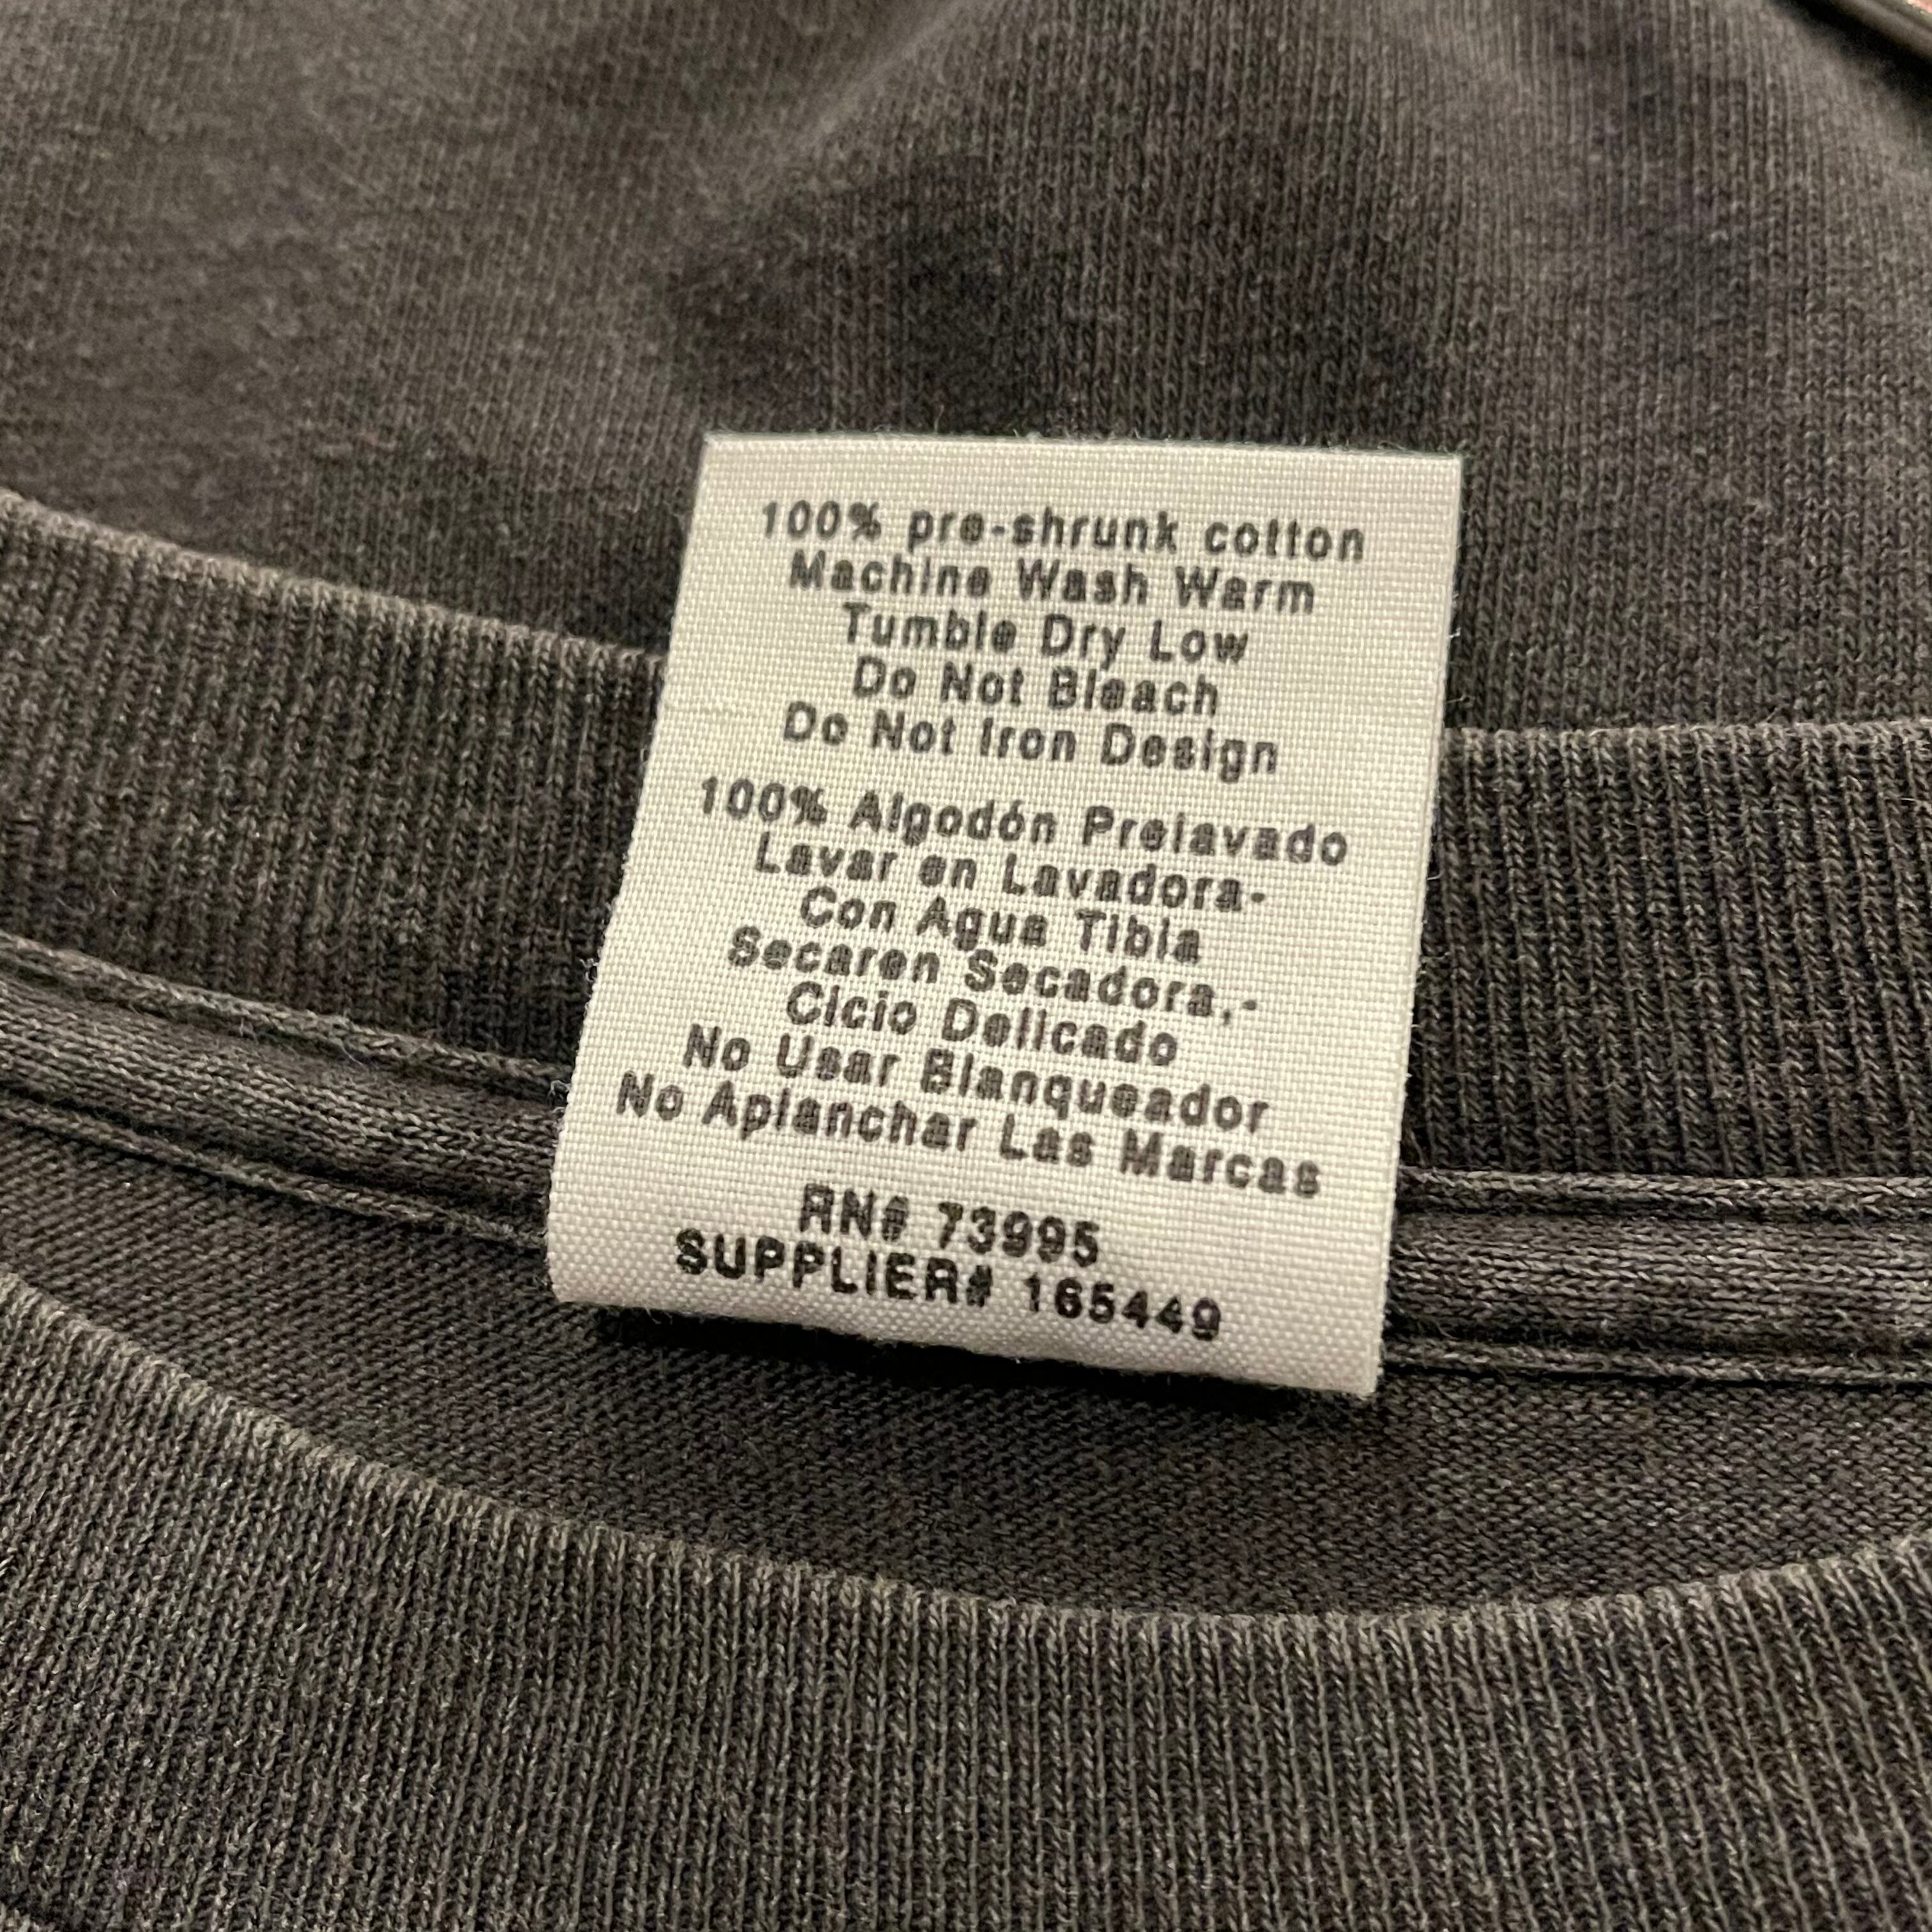 100% pre-shrunk cotton
Machine Wash Warm
Tumble Dry Low
Do Not Bleach
Do Not Iron Design
100% Algodón Prelavado
Lavar en Lavadora-
Con Agua Tibia
Secaren Secadora,-
Ciclo Delicado
No Usar Blanqueador
No Aplanchar Las Marcas
RN# 73995
SUPPLIER# 165449